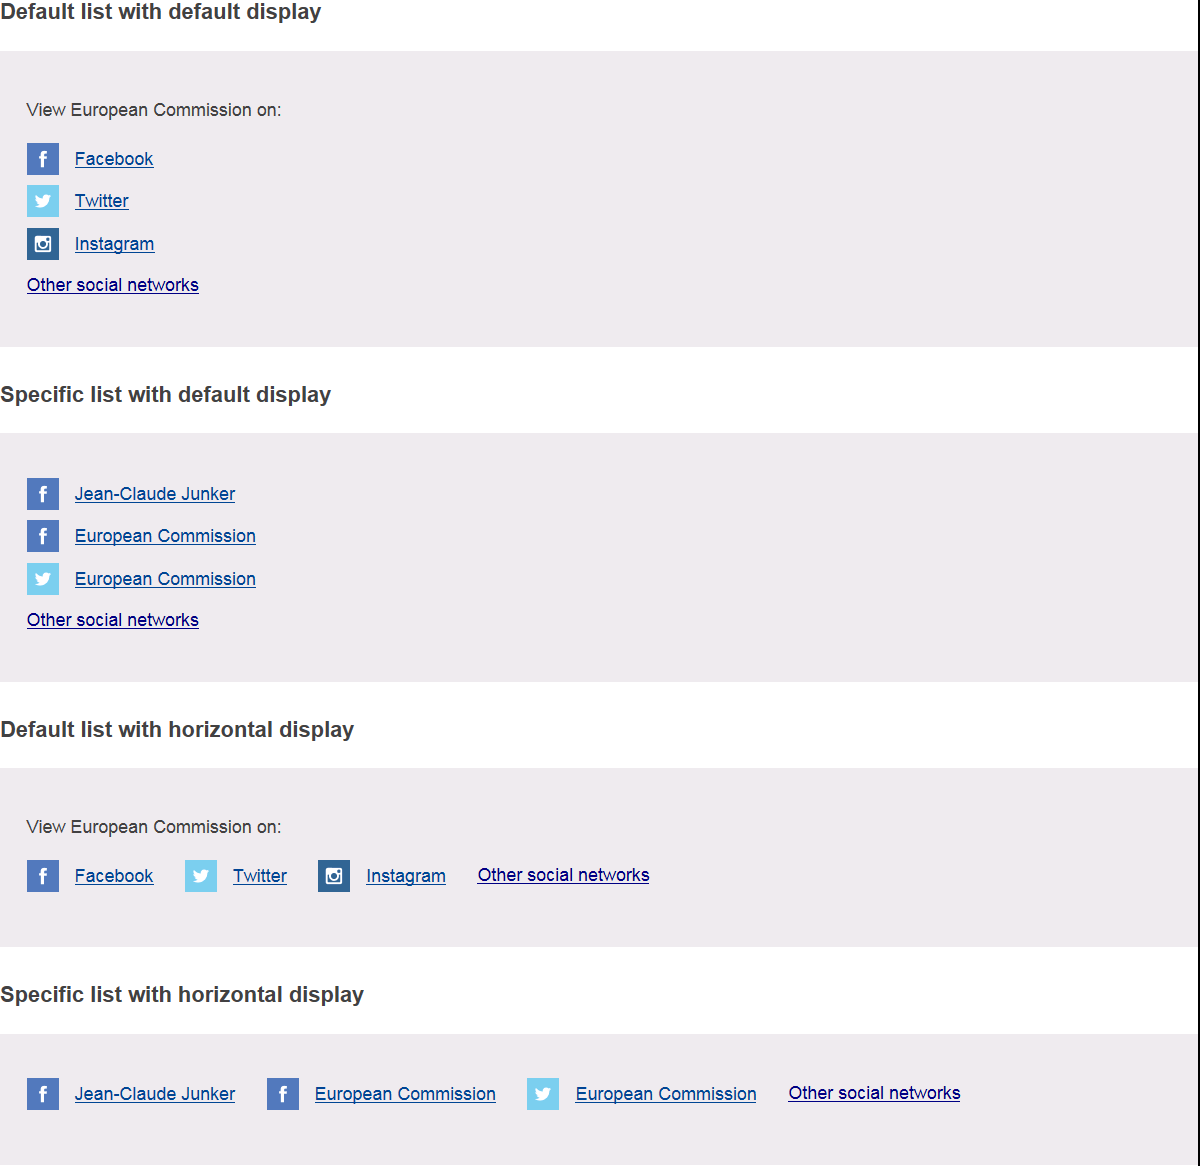 Default list with default display
View European Commission on:
Facebook
Twitter
Instagram
Other social networks
Specific list with default display
Jean-Claude Junker
European Commission
European Commission
Other social networks
Default list with horizontal display
View European Commission on:
Facebook Twitter Instagram Other social networks
Specific list with horizontal display
Jean-Claude Junker European Commission European Commission Other social networks